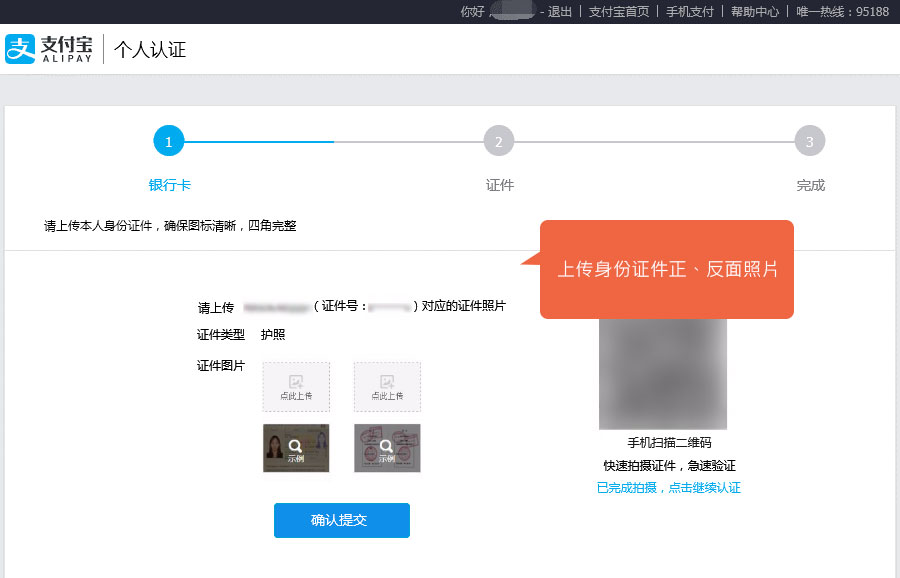 你好, - 退出 | 支付宝首页 | 手机支付 | 帮助中心 | 唯一热线：95188
支 支付宝 ALIPAY | 个人认证
1 2 3
银行卡 证件 完成
请上传本人身份证件，确保图标清晰，四角完整
上传身份证件正、反面照片
请上传 （证件号： ）对应的证件照片
证件类型 护照
证件图片
点此上传 点此上传
示例 示例
确认提交
手机扫描二维码
快速拍摄证件，急速验证
已完成拍摄，点击继续认证